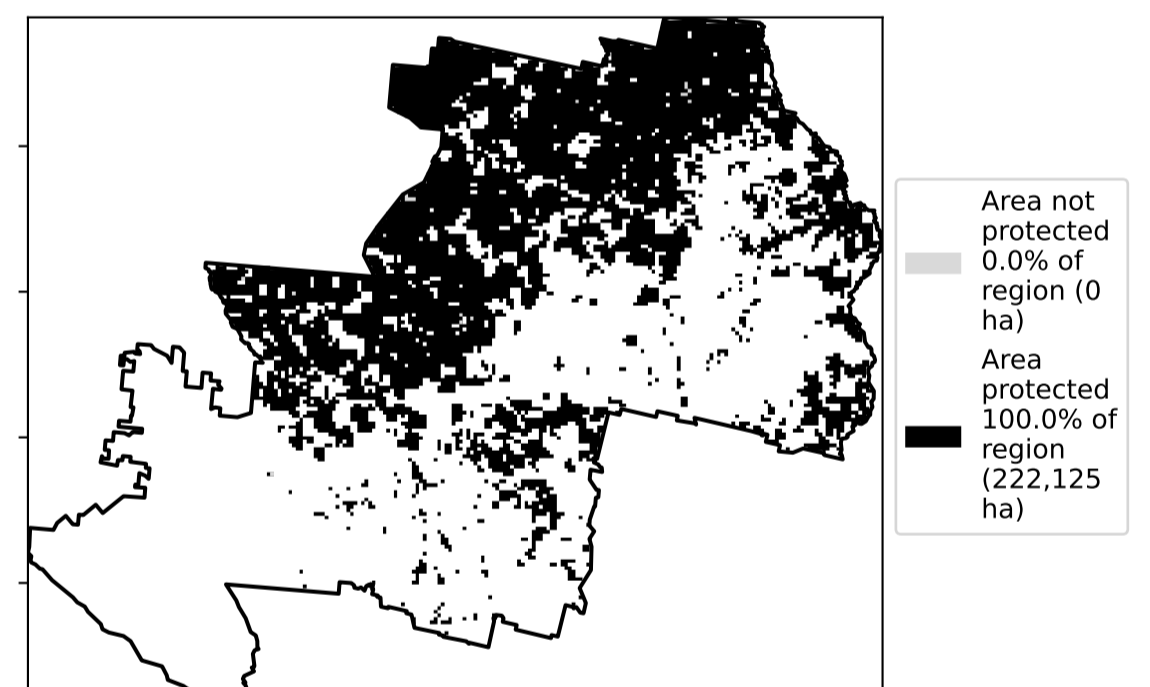 Area not
protected
0.0% of
region (0
ha)
Area
protected
100.0% of
region
(222,125
ha)